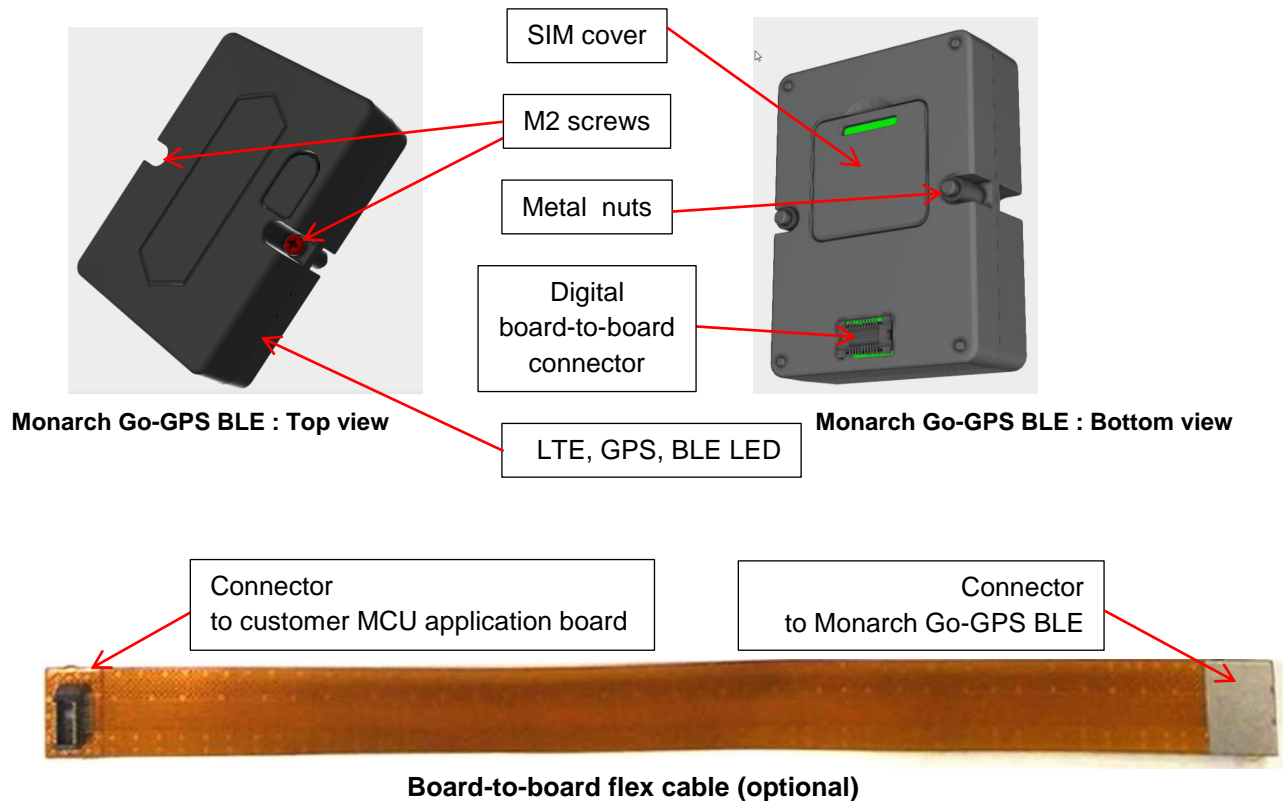 SIM cover
M2 screws
Metal nuts
Digital
board-to-board
connector
Monarch Go-GPS BLE : Top view
Monarch Go-GPS BLE : Bottom view
LTE, GPS, BLE LED
Connector
to customer MCU application board
Connector
to Monarch Go-GPS BLE
Board-to-board flex cable (optional)